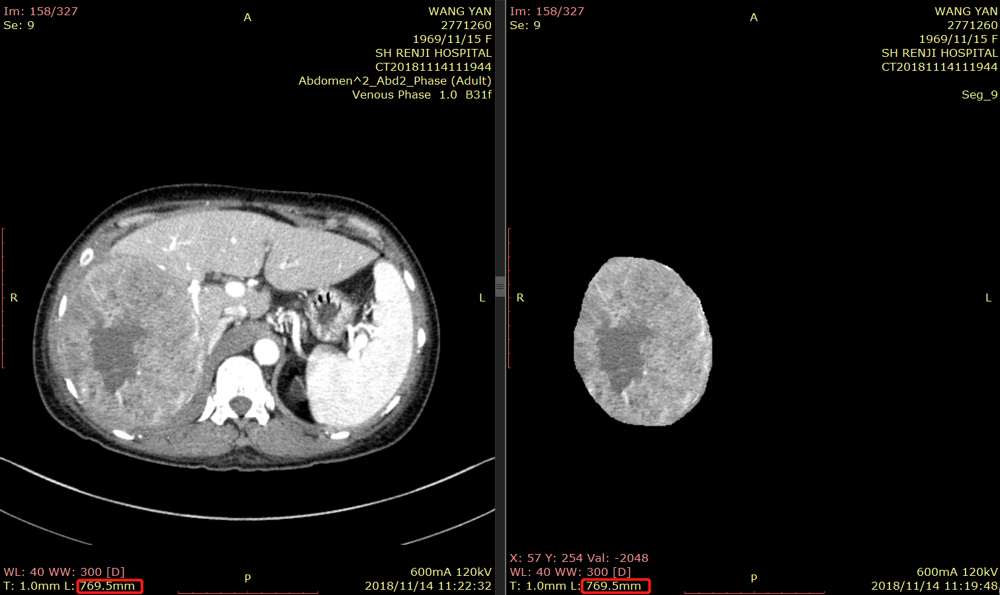 Im: 158/327
Se: 9
A
WANG YAN
2771260
1969/11/15 F
SH RENJI HOSPITAL
CT20181114111944
Abdomen^2_Abd2_Phase (Adult)
Venous Phase 1.0 B31f
R
L
WL: 40 WW: 300 [D]
T: 1.0mm L: 769.5mm
P
600mA 120kV
2018/11/14 11:22:32
Im: 158/327
Se: 9
A
WANG YAN
2771260
1969/11/15 F
SH RENJI HOSPITAL
CT20181114111944
Seg_9
R
L
X: 57 Y: 254 Val: -2048
WL: 40 WW: 300 [D]
T: 1.0mm L: 769.5mm
P
600mA 120kV
2018/11/14 11:19:48